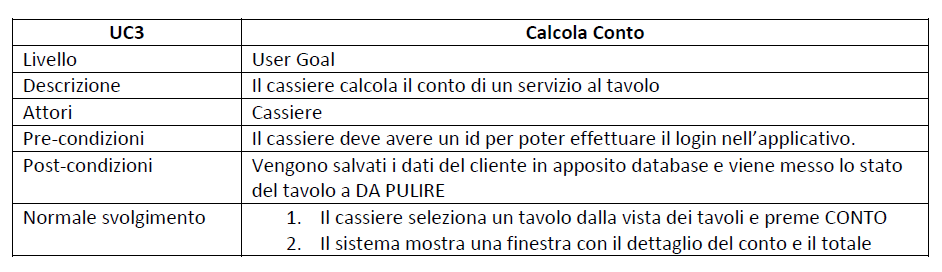 UC3 Calcola Conto
Livello User Goal
Descrizione Il cassiere calcola il conto di un servizio al tavolo
Attori Cassiere
Pre-condizioni Il cassiere deve avere un id per poter effettuare il login nell’applicativo.
Post-condizioni Vengono salvati i dati del cliente in apposito database e viene messo lo stato
del tavolo a DA PULIRE
Normale svolgimento 1. Il cassiere seleziona un tavolo dalla vista dei tavoli e preme CONTO
2. Il sistema mostra una finestra con il dettaglio del conto e il totale